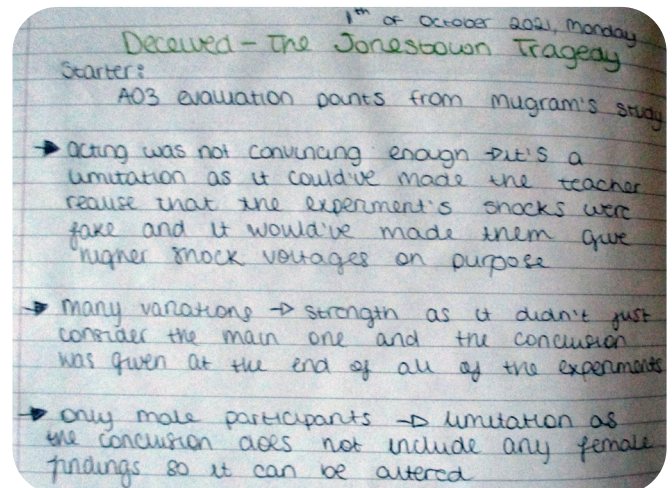 1th of October 2021, Monday
Deceived - The Jonestown Tragedy
Starter:
AO3 evaluation points from Milgram's study
→ acting was not convincing enough → it's a
limitation as it could've made the teacher
realise that the experiment's shocks were
fake and it would've made them give
higher shock voltages on purpose
→ many variations → strength as it didn't just
consider the main one and the conclusion
was given at the end of all of the experiments
→ only male participants → limitation as
the conclusion does not include any female
findings so it can be altered